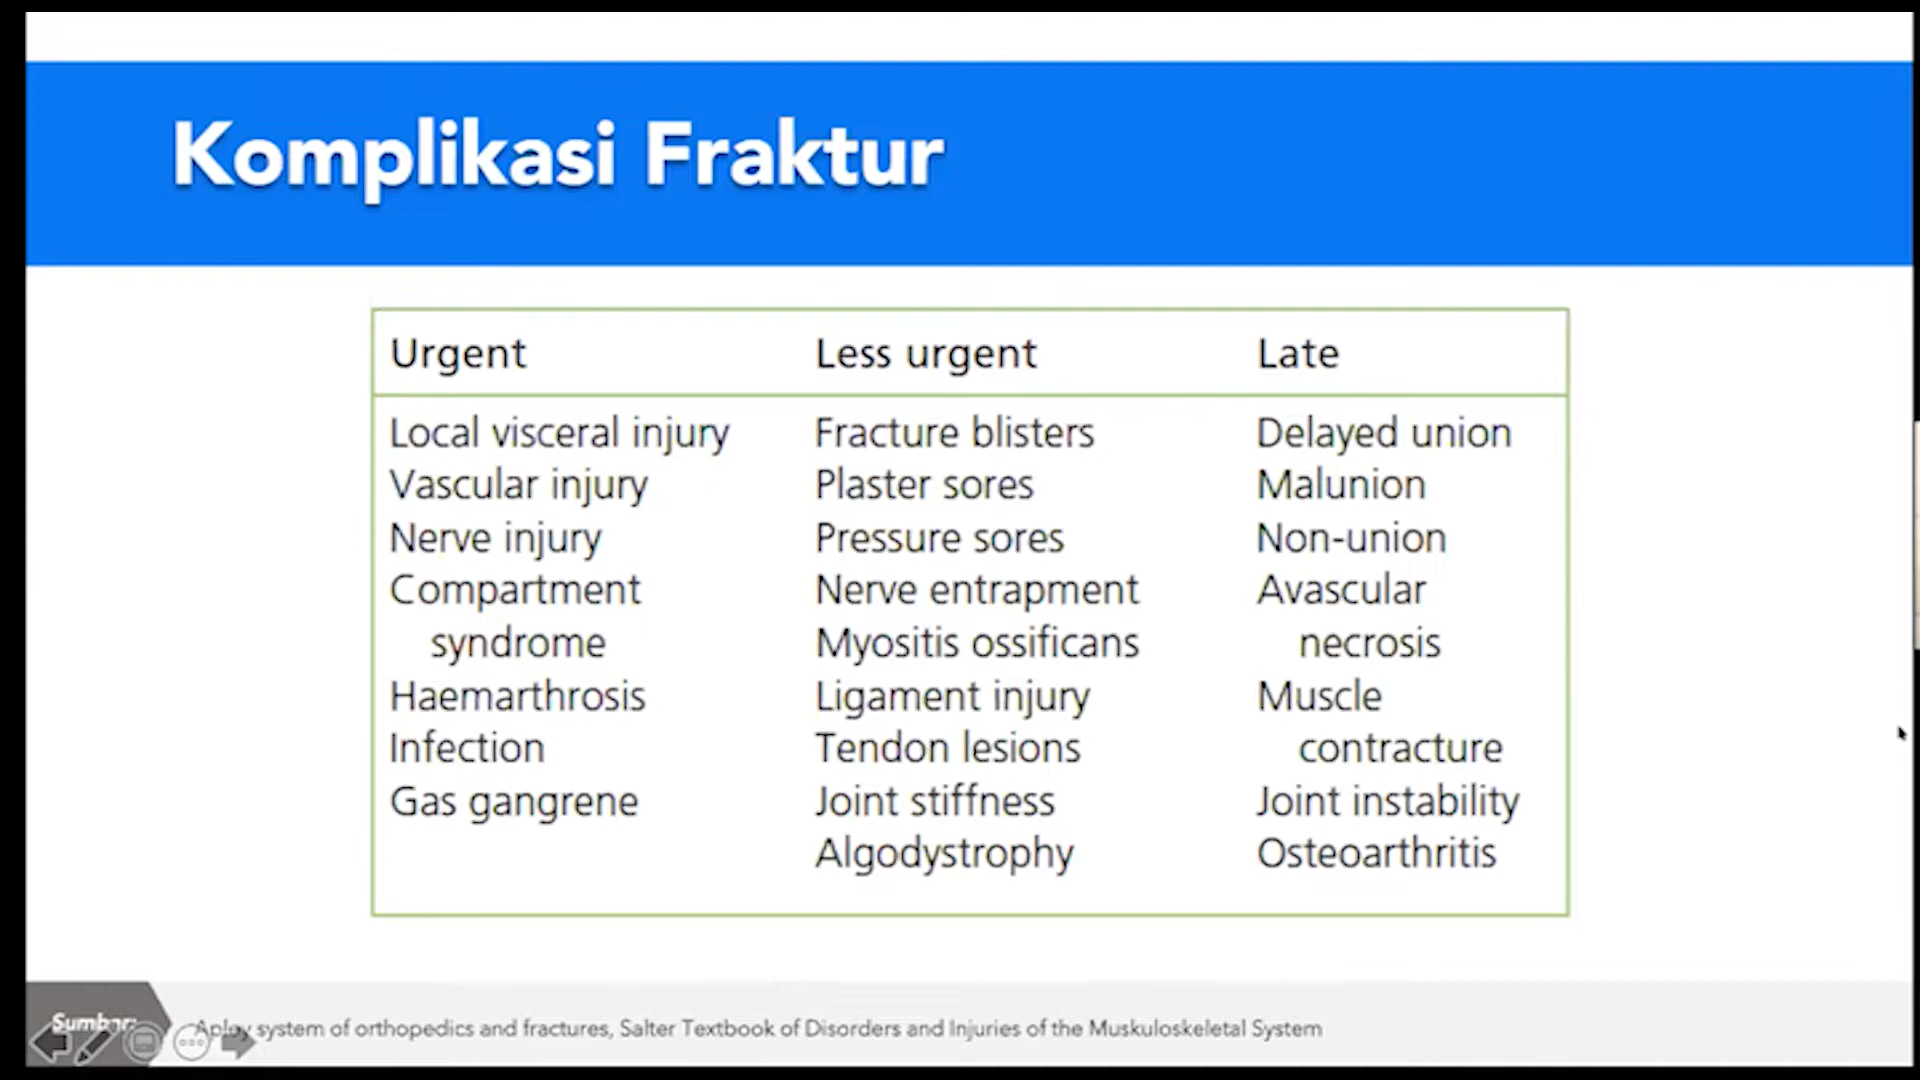 Komplikasi Fraktur
Urgent Less urgent Late
Local visceral injury Fracture blisters Delayed union
Vascular injury Plaster sores Malunion
Nerve injury Pressure sores Non-union
Compartment Nerve entrapment Avascular
syndrome Myositis ossificans necrosis
Haemarthrosis Ligament injury Muscle
Infection Tendon lesions contracture
Gas gangrene Joint stiffness Joint instability
Algodystrophy Osteoarthritis
Sumber: Apley system of orthopedics and fractures, Salter Textbook of Disorders and Injuries of the Muskuloskeletal System